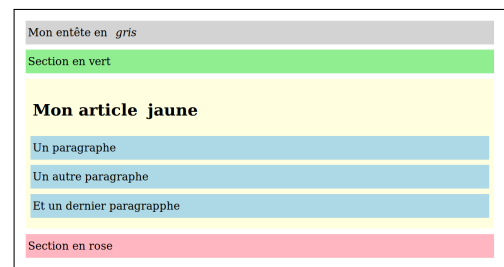 Mon entête en gris
Section en vert
Mon article jaune
Un paragraphe
Un autre paragraphe
Et un dernier paragrapphe
Section en rose